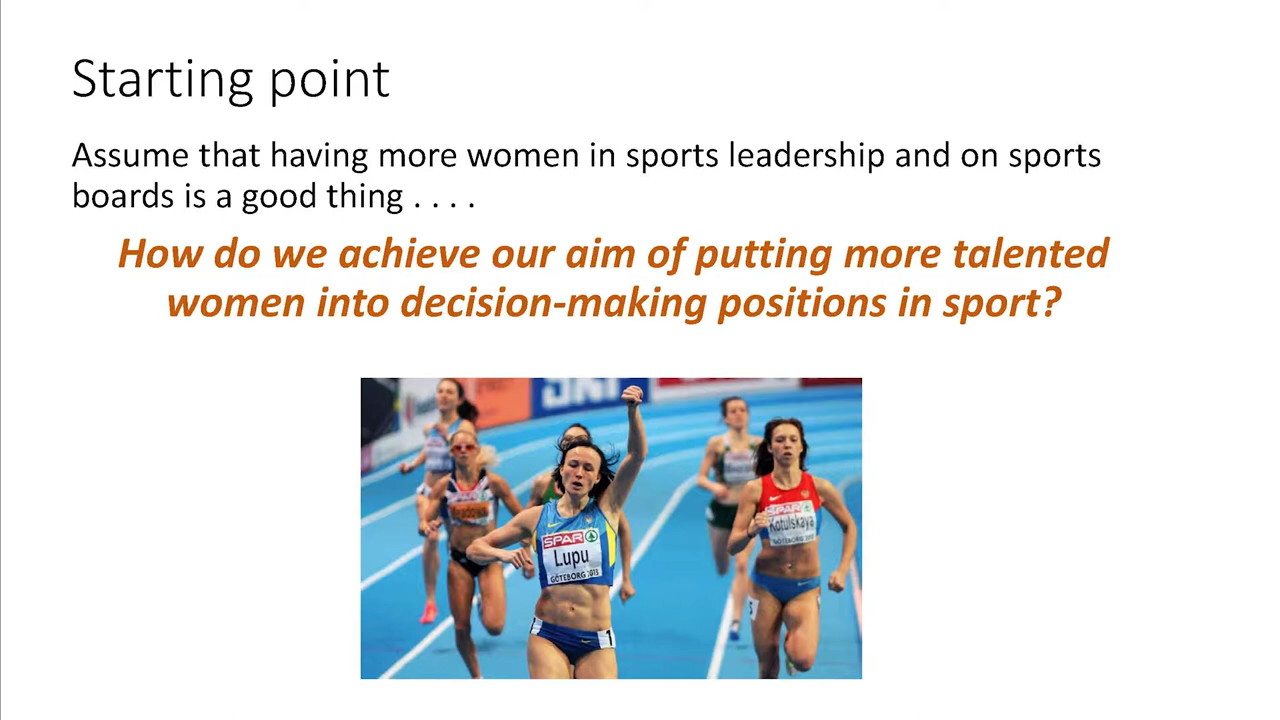 Starting point
Assume that having more women in sports leadership and on sports
boards is a good thing . . . .
How do we achieve our aim of putting more talented
women into decision-making positions in sport?
SPAR
Lupu
GÖTEBORG 2013
1
SPAR
Kotulskaya